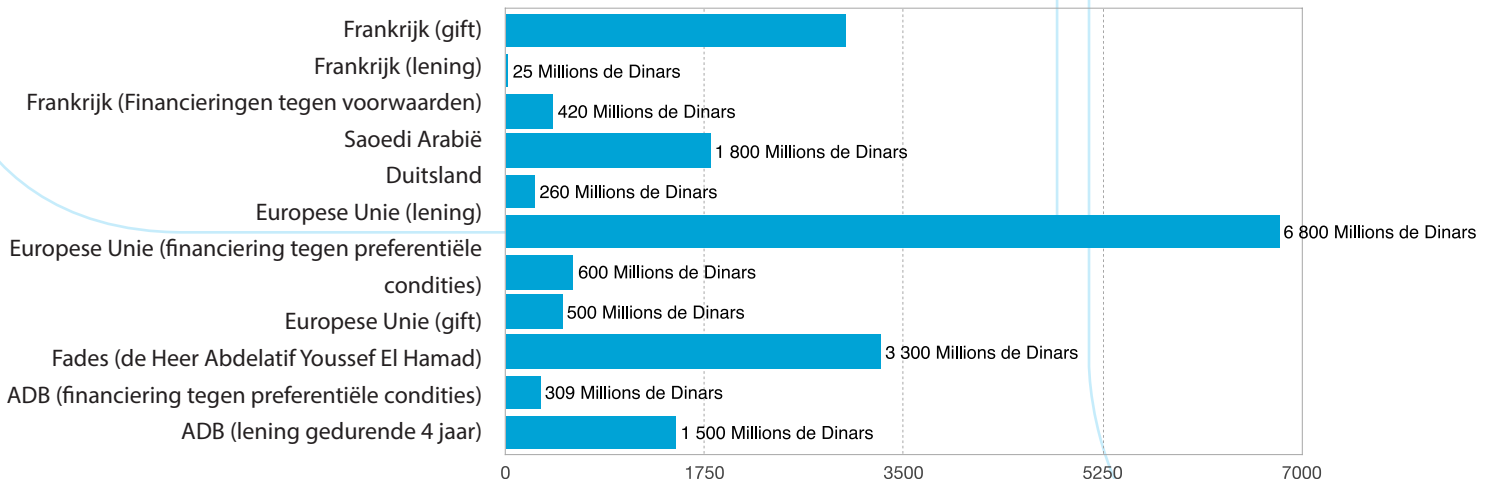 Frankrijk (gift)
Frankrijk (lening)
25 Millions de Dinars
Frankrijk (Financieringen tegen voorwaarden)
420 Millions de Dinars
Saoedi Arabië
1 800 Millions de Dinars
Duitsland
260 Millions de Dinars
Europese Unie (lening)
6 800 Millions de Dinars
Europese Unie (financiering tegen preferentiële
condities)
600 Millions de Dinars
Europese Unie (gift)
500 Millions de Dinars
Fades (de Heer Abdelatif Youssef El Hamad)
3 300 Millions de Dinars
ADB (financiering tegen preferentiële condities)
309 Millions de Dinars
ADB (lening gedurende 4 jaar)
1 500 Millions de Dinars
0 1750 3500 5250 7000